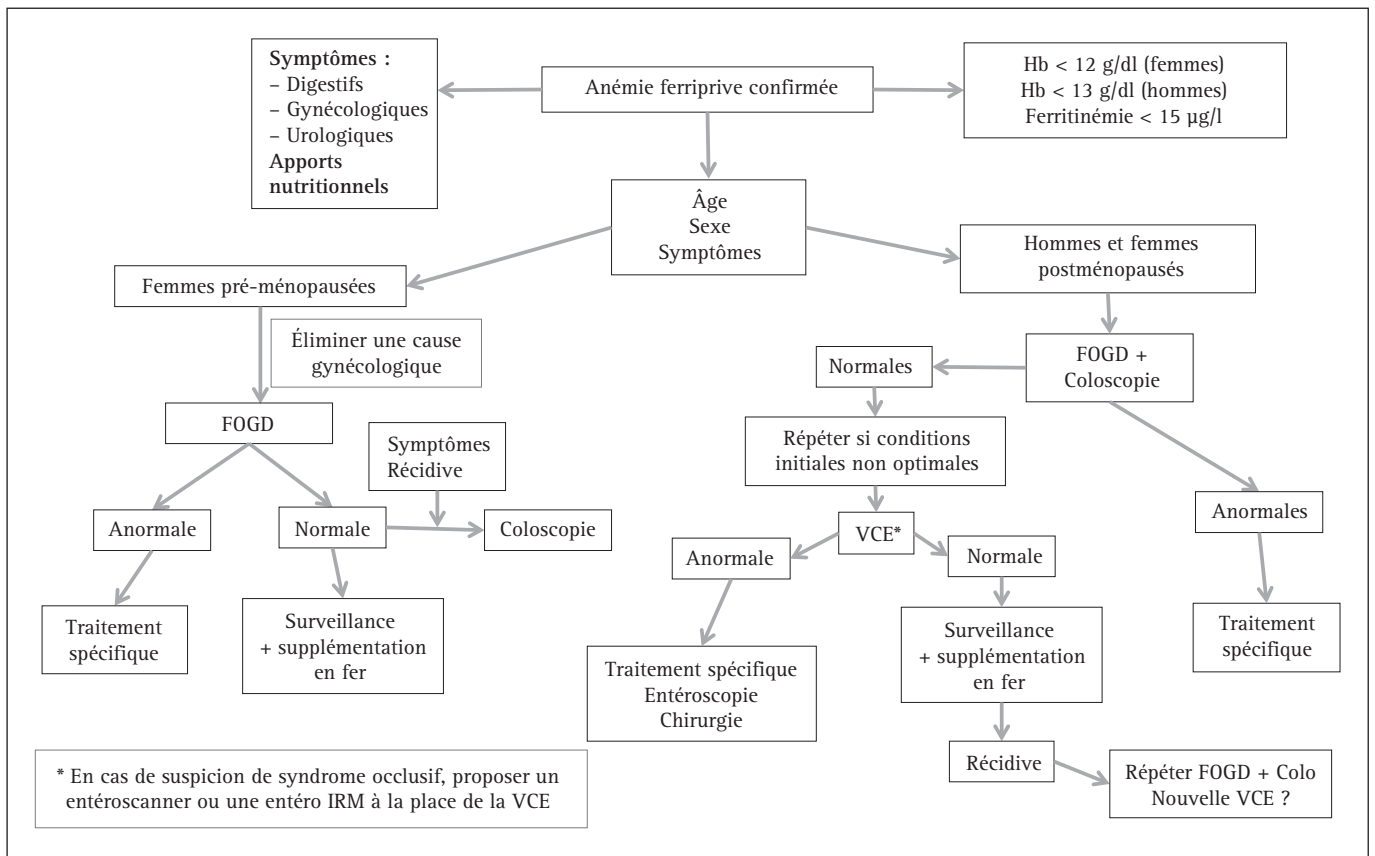 Symptômes :
– Digestifs
– Gynécologiques
– Urologiques
Apports
nutritionnels
Anémie ferriprive confirmée
Hb < 12 g/dl (femmes)
Hb < 13 g/dl (hommes)
Ferritinémie < 15 µg/l
Âge
Sexe
Symptômes
Femmes pré-ménopausées
Hommes et femmes
postménopausés
Éliminer une cause
gynécologique
FOGD
Symptômes
Récidive
Anormale
Normale
Coloscopie
Traitement
spécifique
Surveillance
+ supplémentation
en fer
FOGD +
Coloscopie
Normales
Répéter si conditions
initiales non optimales
Anormales
VCE*
Anormale
Normale
Traitement spécifique
Entéroscopie
Chirurgie
Surveillance
+ supplémentation
en fer
Traitement
spécifique
Récidive
Répéter FOGD + Colo
Nouvelle VCE ?
* En cas de suspicion de syndrome occlusif, proposer un
entéroscanner ou une entéro IRM à la place de la VCE